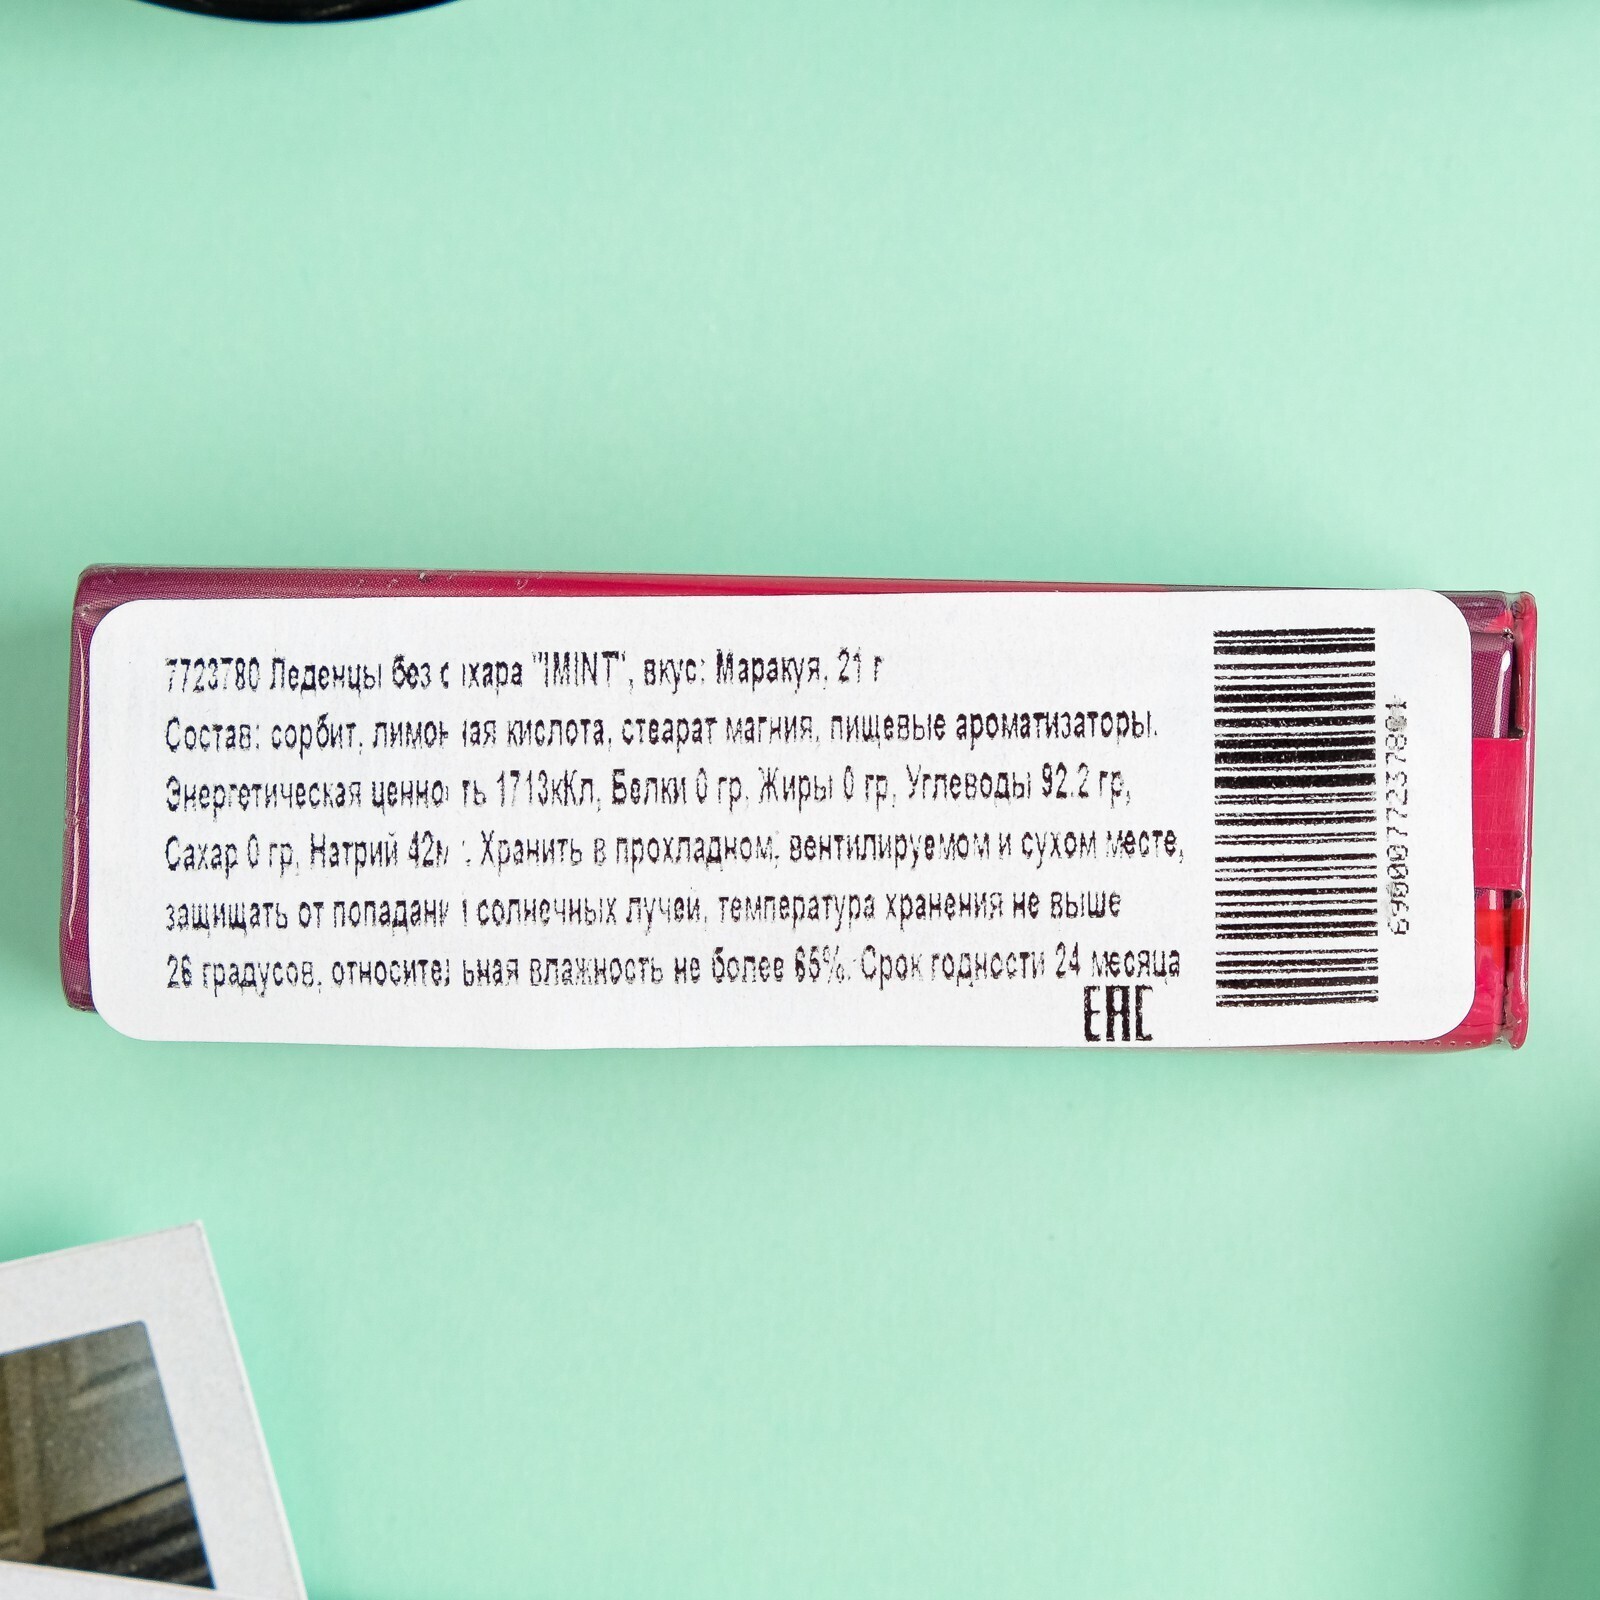 7723780 Леденцы без сахара "IMINT", вкус: Маракуя, 21 г
Состав: сорбит, лимонная кислота, стеарат магния, пищевые ароматизаторы.
Энергетическая ценность 1713кКл, Белки 0 гр, Жиры 0 гр, Углеводы 92.2 гр,
Сахар 0 гр, Натрий Хранить в прохладном, вентилируемом и сухом месте,
защищать от попадания солнечных лучей, температура хранения не выше
26 градусов, относительная влажность не более 65%. Срок годности 24 месяца
EAC
6900077237801